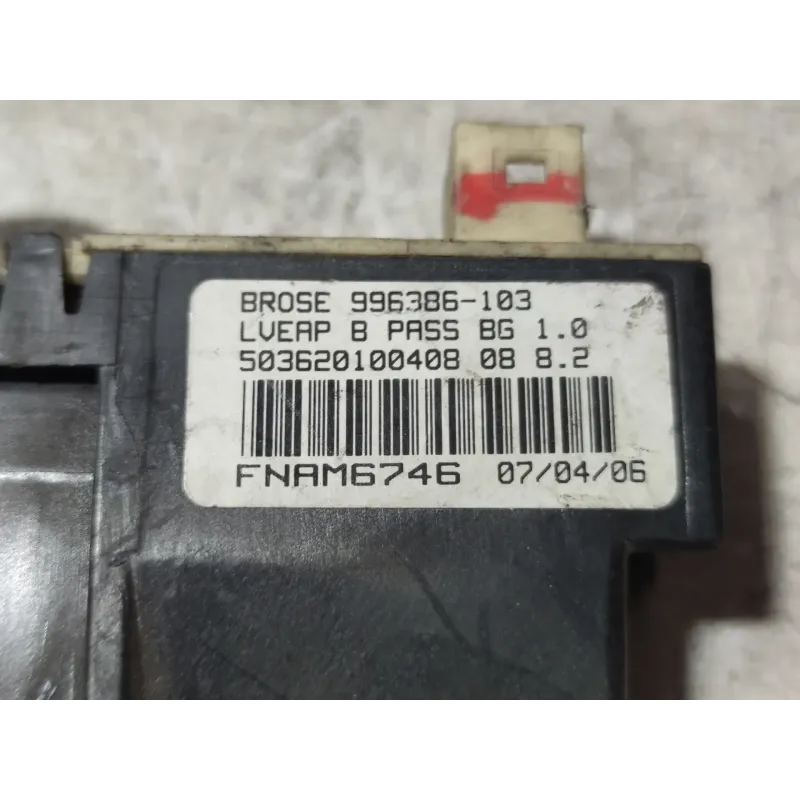 BROSE 996386-103
LVEAP B PASS BG 1.0
503620100408 08 8.2
FNAM6746 07/04/06